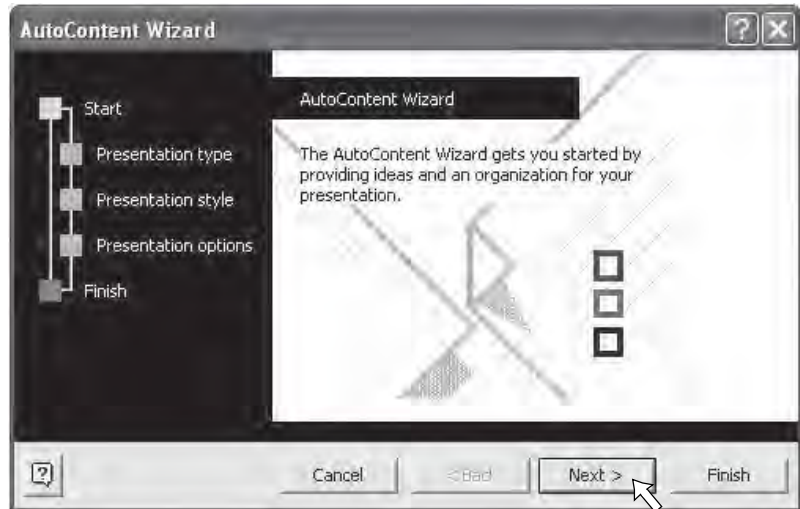 AutoContent Wizard
Start
Presentation type
Presentation style
Presentation options
Finish
AutoContent Wizard
The AutoContent Wizard gets you started by
providing ideas and an organization for your
presentation.
?
Cancel
< Back
Next >
Finish